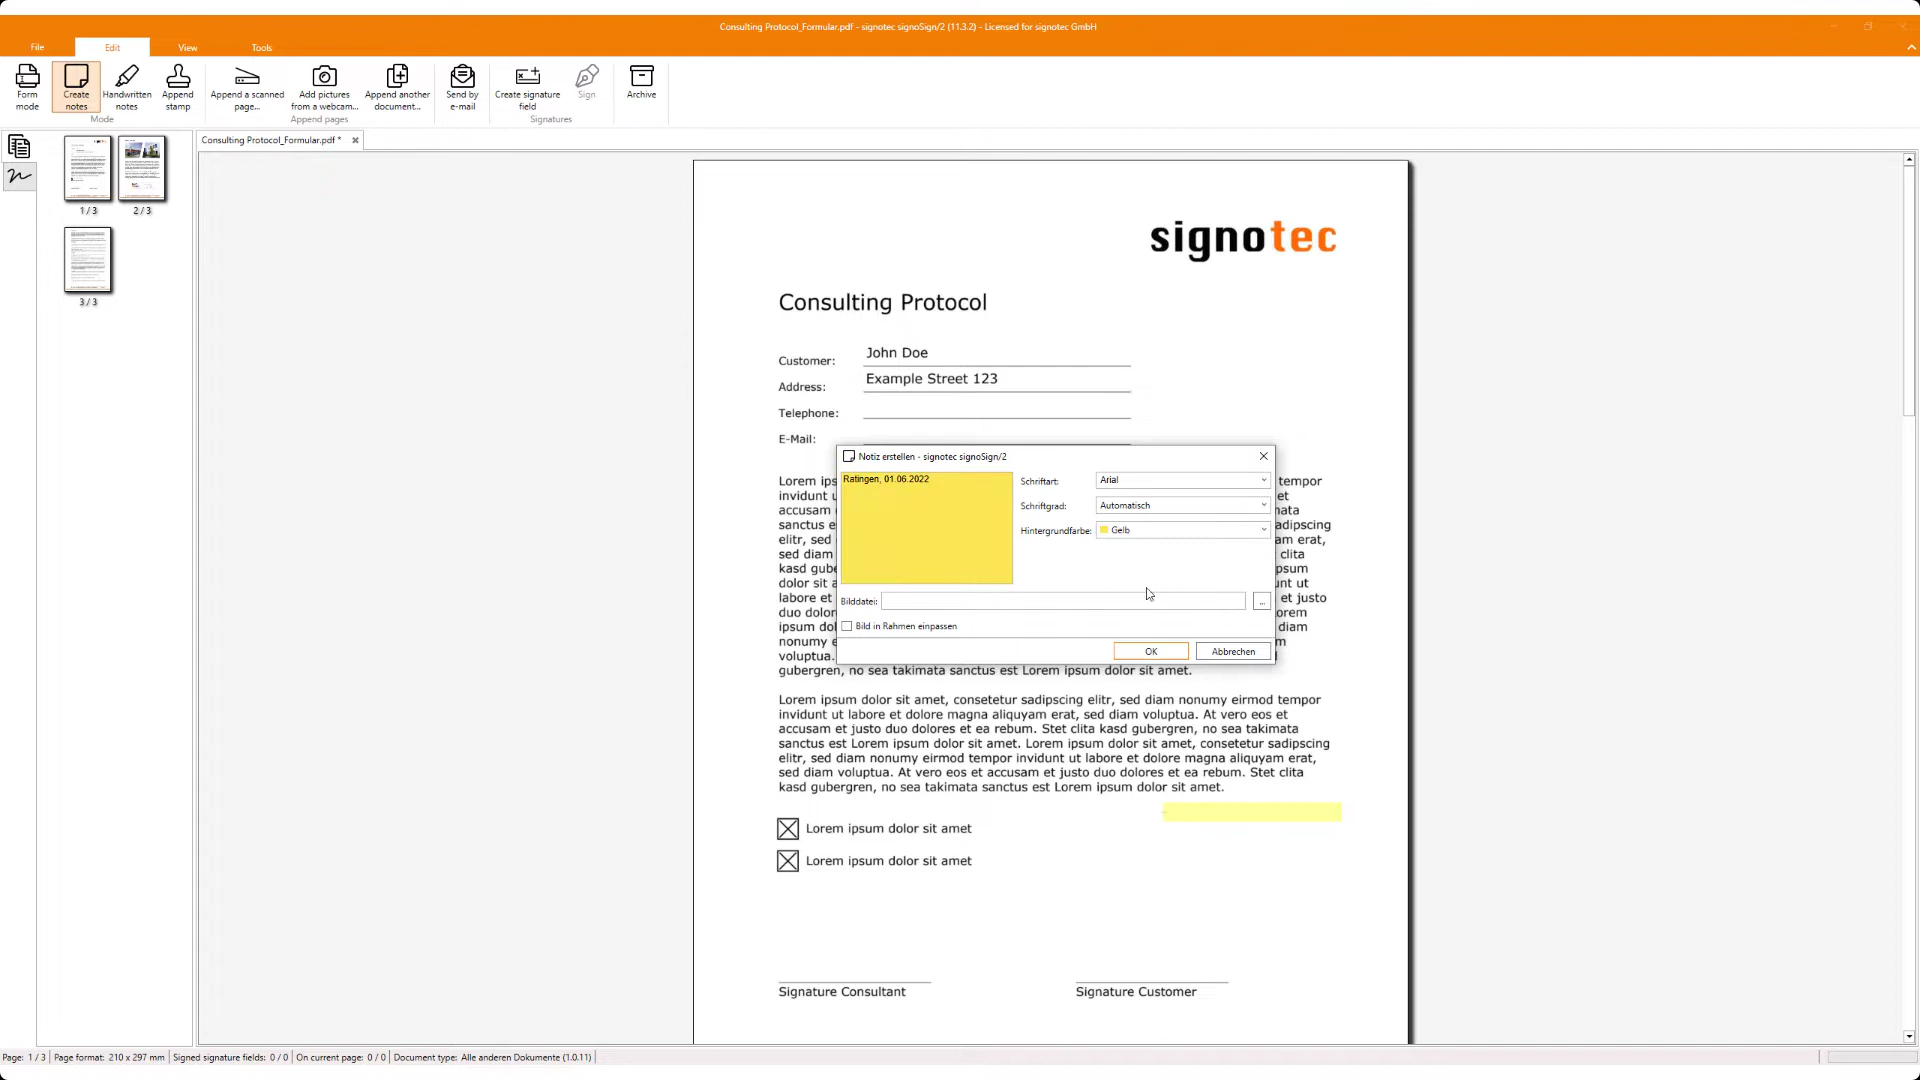 Consulting Protocol_Formular.pdf - signotec signoSign/2 (11.3.2) - Licensed for signotec GmbH
File Edit View Tools
Form mode
Create notes
Handwritten notes
Append stamp
Append a scanned page...
Add pictures from a webcam...
Append another document...
Send by e-mail
Create signature field
Sign
Archive
Mode
Append pages
Signatures
Consulting Protocol_Formular.pdf *
1 / 3
2 / 3
3 / 3
signotec
Consulting Protocol
Customer: John Doe
Address: Example Street 123
Telephone:
E-Mail:
Notiz erstellen - signotec signoSign/2
Ratingen, 01.06.2022
Schriftart: Arial
Schriftgrad: Automatisch
Hintergrundfarbe: Gelb
Bilddatei:
...
Bild in Rahmen einpassen
OK Abbrechen
Lorem ips tempor
invidunt u et
accusam
sanctus e adipscing
elitr, sed am erat,
sed diam clita
kasd gube psum
dolor sit a nt ut
labore et et justo
duo dolor orem
ipsum dol diam
nonumy e
voluptua.
gubergren, no sea takimata sanctus est Lorem ipsum dolor sit amet.
Lorem ipsum dolor sit amet, consetetur sadipscing elitr, sed diam nonumy eirmod tempor
invidunt ut labore et dolore magna aliquyam erat, sed diam voluptua. At vero eos et
accusam et justo duo dolores et ea rebum. Stet clita kasd gubergren, no sea takimata
sanctus est Lorem ipsum dolor sit amet. Lorem ipsum dolor sit amet, consetetur sadipscing
elitr, sed diam nonumy eirmod tempor invidunt ut labore et dolore magna aliquyam erat,
sed diam voluptua. At vero eos et accusam et justo duo dolores et ea rebum. Stet clita
kasd gubergren, no sea takimata sanctus est Lorem ipsum dolor sit amet.
Lorem ipsum dolor sit amet
Lorem ipsum dolor sit amet
Signature Consultant
Signature Customer
Page: 1 / 3 Page format: 210 x 297 mm Signed signature fields: 0 / 0 On current page: 0 / 0 Document type: Alle anderen Dokumente (1.0.11)